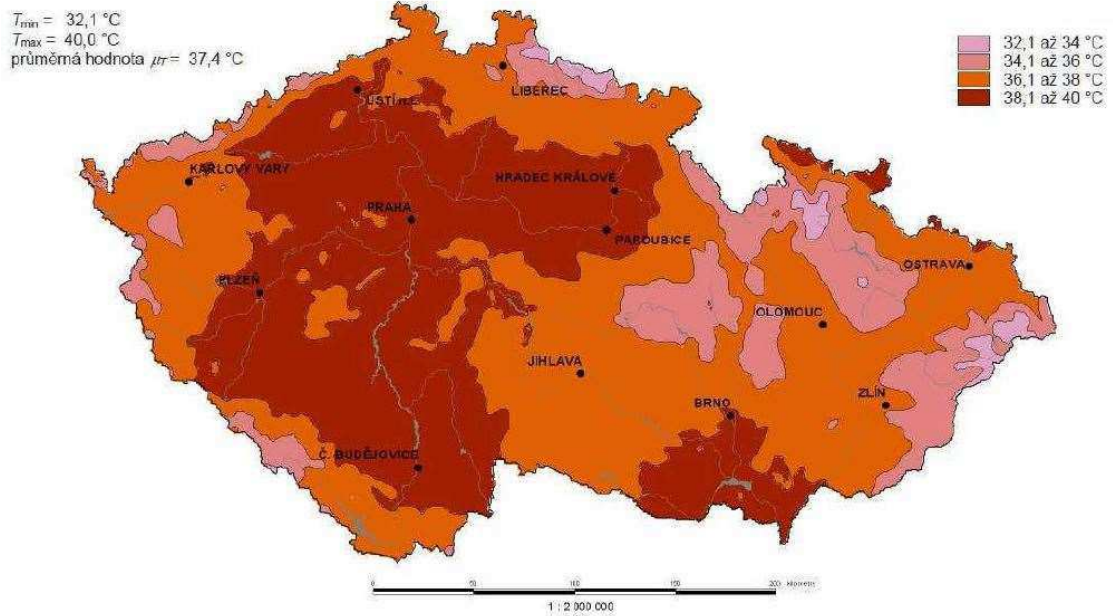 Tmin = 32,1 °C
Tmax = 40,0 °C
průměrná hodnota μT = 37,4 °C
32,1 až 34 °C
34,1 až 36 °C
36,1 až 38 °C
38,1 až 40 °C
LIBEREC
ÚSTÍ N.L.
KARLOVY VARY
HRADEC KRÁLOVÉ
PRAHA
PARDUBICE
OSTRAVA
PLZEŇ
OLOMOUC
JIHLAVA
ZLÍN
BRNO
Č. BUDĚJOVICE
0 50 100 150 200 kilometrů
1 : 2 000 000